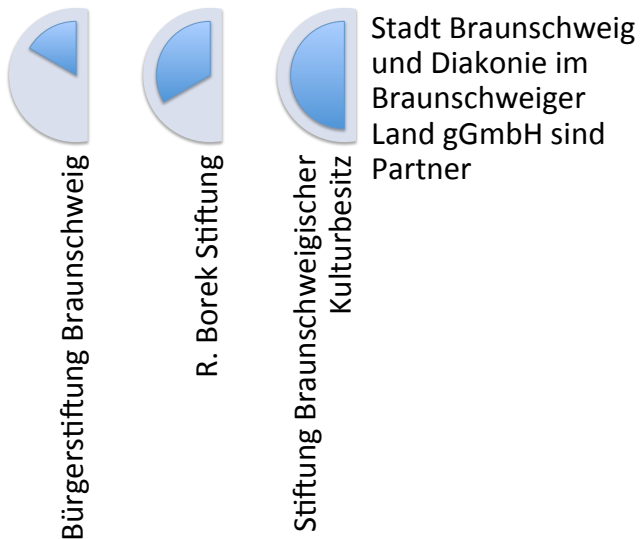 Bürgerstiftung Braunschweig
R. Borek Stiftung
Stiftung Braunschweigischer
Kulturbesitz
Stadt Braunschweig
und Diakonie im
Braunschweiger
Land gGmbH sind
Partner